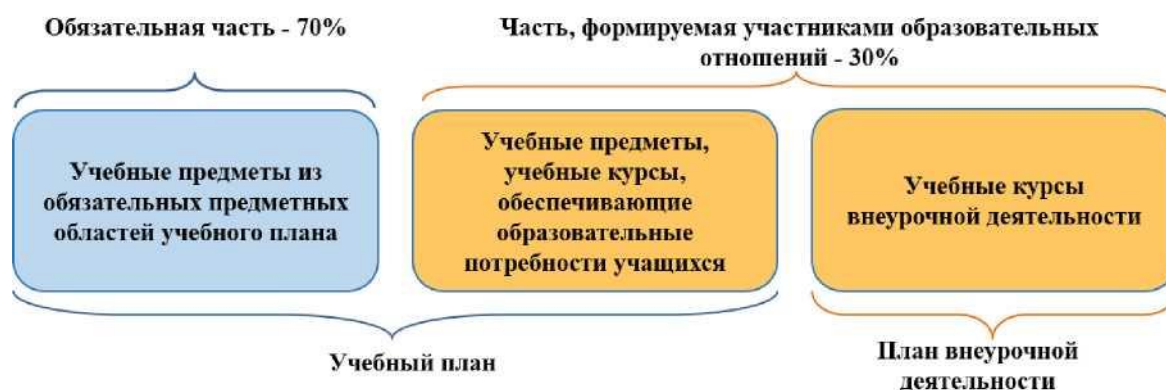 Обязательная часть - 70%
Часть, формируемая участниками образовательных
отношений - 30%
Учебные предметы из
обязательных предметных
областей учебного плана
Учебные предметы,
учебные курсы,
обеспечивающие
образовательные
потребности учащихся
Учебные курсы
внеурочной деятельности
Учебный план
План внеурочной
деятельности